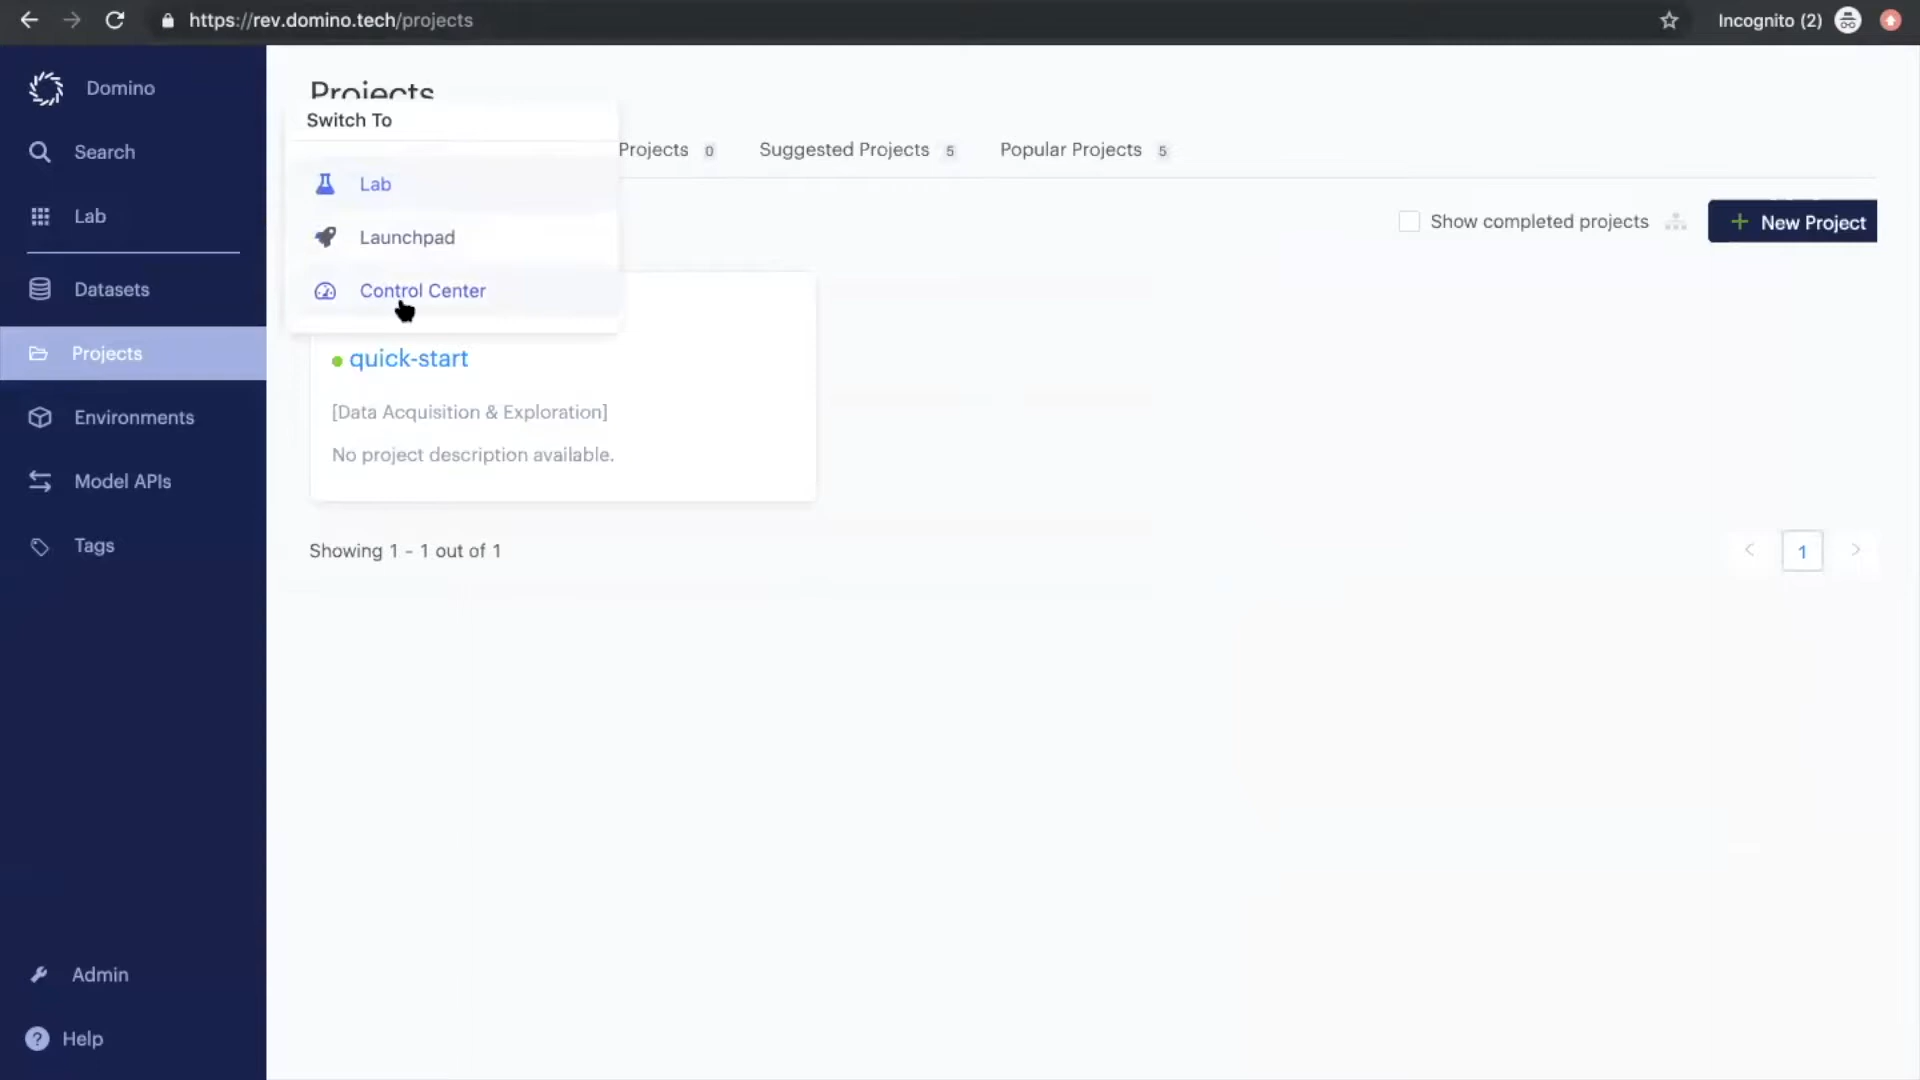 https://rev.domino.tech/projects
Incognito (2)
Domino
Search
Lab
Datasets
Projects
Environments
Model APIs
Tags
Admin
? Help
Projects
Switch To
Lab
Launchpad
Control Center
Projects 0
Suggested Projects 5
Popular Projects 5
Show completed projects
+ New Project
quick-start
[Data Acquisition & Exploration]
No project description available.
Showing 1 - 1 out of 1
< 1 >